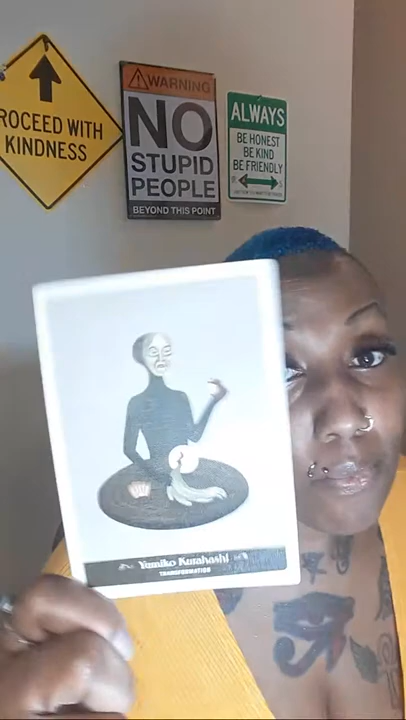 PROCEED WITH
KINDNESS
WARNING
NO
STUPID
PEOPLE
BEYOND THIS POINT
ALWAYS
BE HONEST
BE KIND
BE FRIENDLY
Yumiko Kurahashi
TRANSFORMATION